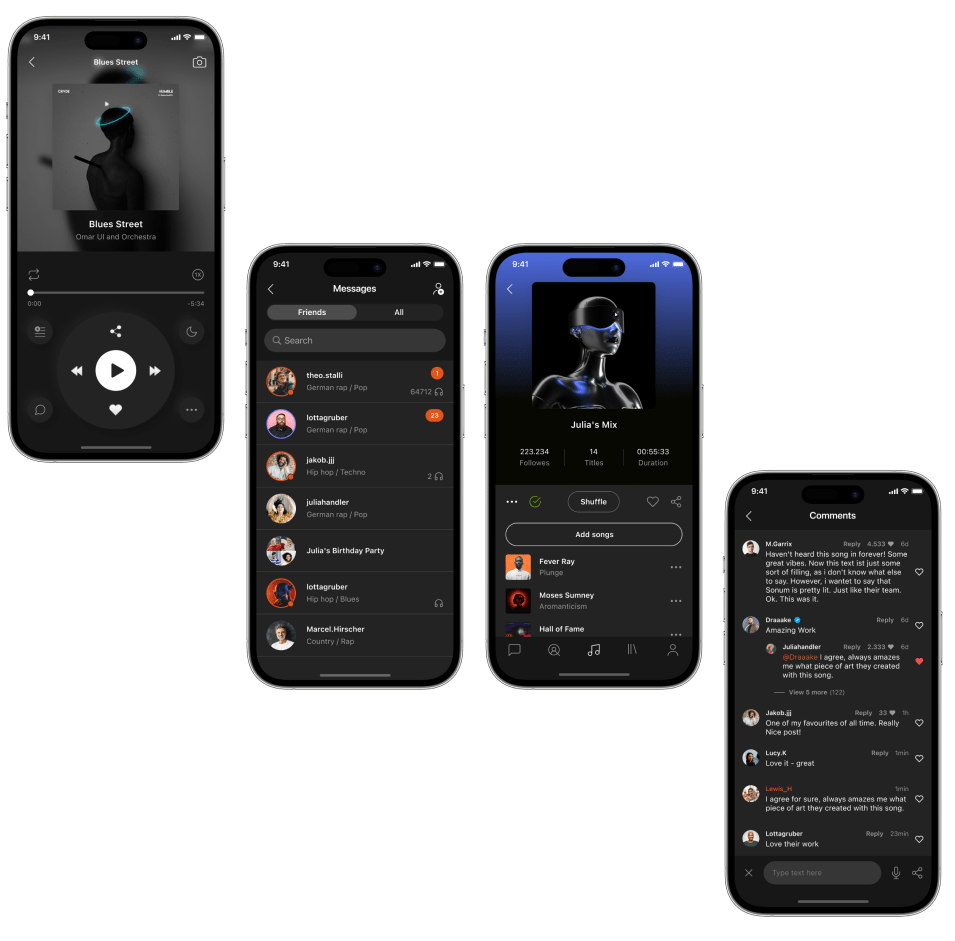 9:41
Blues Street
CFYDE
HUMBLE
Blues Street
Omar UI and Orchestra
1X
0:00
-5:34
9:41
Messages
Friends
All
Search
theo.stalli
1
German rap / Pop
64712
lottagruber
23
German rap / Pop
jakob.jjj
Hip hop / Techno
2
juliahandler
German rap / Pop
Julia's Birthday Party
lottagruber
Hip hop / Blues
Marcel.Hirscher
Country / Rap
9:41
Julia's Mix
223.234
14
00:55:33
Followes
Titles
Duration
Shuffle
Add songs
Fever Ray
Plunge
Moses Sumney
Aromanticism
Hall of Fame
9:41
Comments
M.Garrix Reply 4.533 6d
Haven't heard this song in forever! Some
great vibes. Now this text ist just some
sort of filling, as i don't know what else
to say. However, i wantet to say that
Sonum is pretty lit. Just like their team.
Ok. This was it.
Draaake Reply 6d
Amazing Work
Juliahandler Reply 2.333 6d
@Draaake I agree, always amazes
me what piece of art they created
with this song.
View 5 more (122)
Jakob.jjj Reply 33 1h
One of my favourites of all time. Really
Nice post!
Lucy.K Reply 1min
Love it - great
Lewis_H 1min
I agree for sure, always amazes me what
piece of art they created with this song.
Lottagruber Reply 23min
Love their work
Type text here